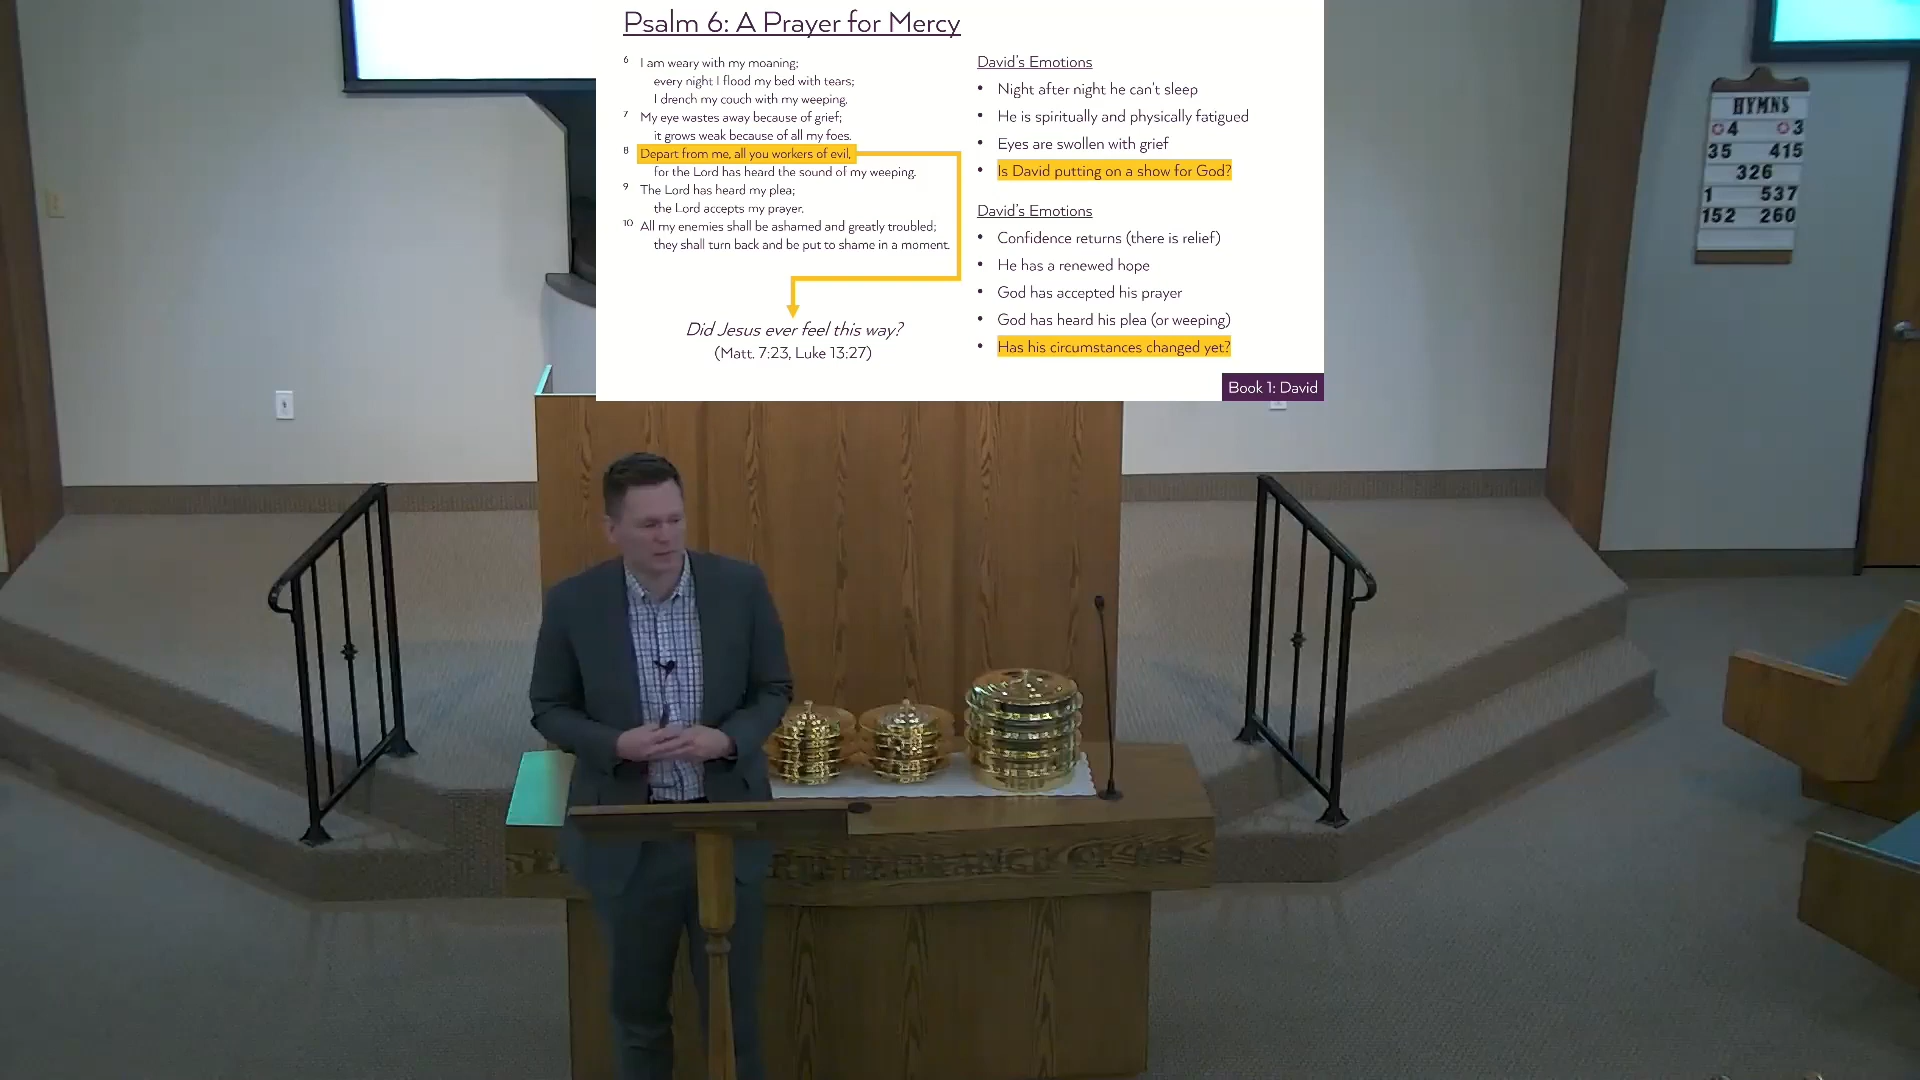 Psalm 6: A Prayer for Mercy
6 I am weary with my moaning;
every night I flood my bed with tears;
I drench my couch with my weeping.
7 My eye wastes away because of grief;
it grows weak because of all my foes.
8 Depart from me, all you workers of evil,
for the Lord has heard the sound of my weeping.
9 The Lord has heard my plea;
the Lord accepts my prayer.
10 All my enemies shall be ashamed and greatly troubled;
they shall turn back and be put to shame in a moment.
Did Jesus ever feel this way?
(Matt. 7:23, Luke 13:27)
David's Emotions
• Night after night he can't sleep
• He is spiritually and physically fatigued
• Eyes are swollen with grief
• Is David putting on a show for God?
David's Emotions
• Confidence returns (there is relief)
• He has a renewed hope
• God has accepted his prayer
• God has heard his plea (or weeping)
• Has his circumstances changed yet?
Book 1: David
HYMNS
4 3
35 415
326
1 537
152 260
OF ME